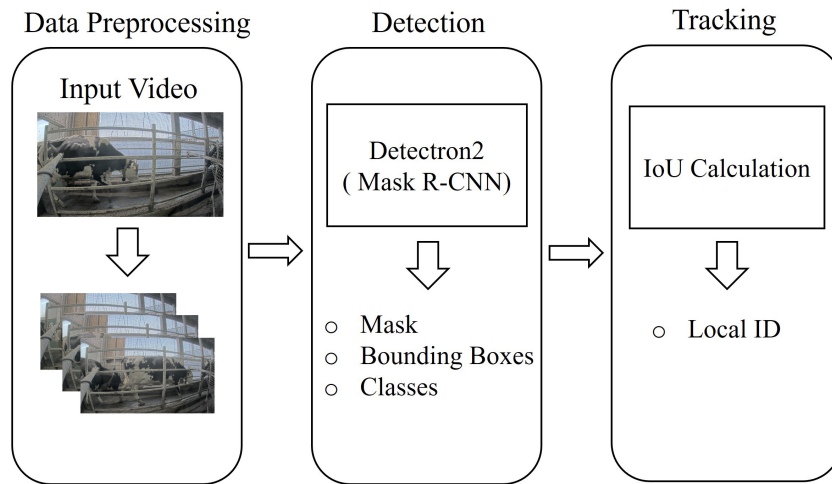 Data Preprocessing
Input Video
Detection
Detectron2
( Mask R-CNN)
○ Mask
○ Bounding Boxes
○ Classes
Tracking
IoU Calculation
○ Local ID